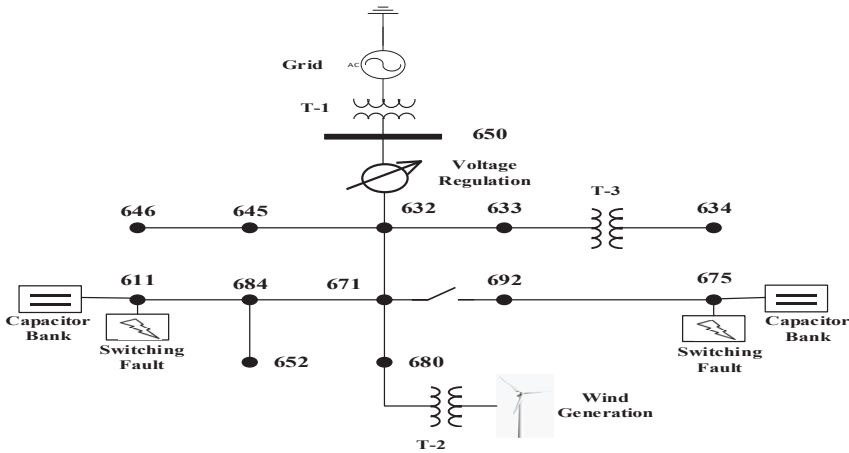 Grid
AC
T-1
650
Voltage
Regulation
T-3
646
645
632
633
634
611
684
671
692
675
Capacitor
Bank
Switching
Fault
652
680
Switching
Fault
Capacitor
Bank
Wind
Generation
T-2